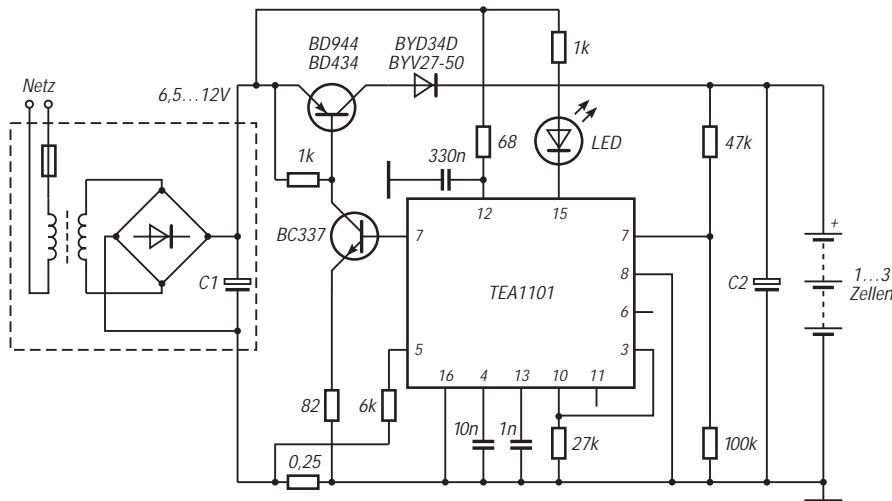 BD944
BD434
BYD34D
BYV27-50
1k
Netz
6,5...12V
330n
68
LED
47k
1k
12
15
BC337
7
7
+
C1
TEA1101
8
C2
1...3
Zellen
6
5
3
16
4
13
10
11
82
6k
10n
1n
27k
100k
0,25